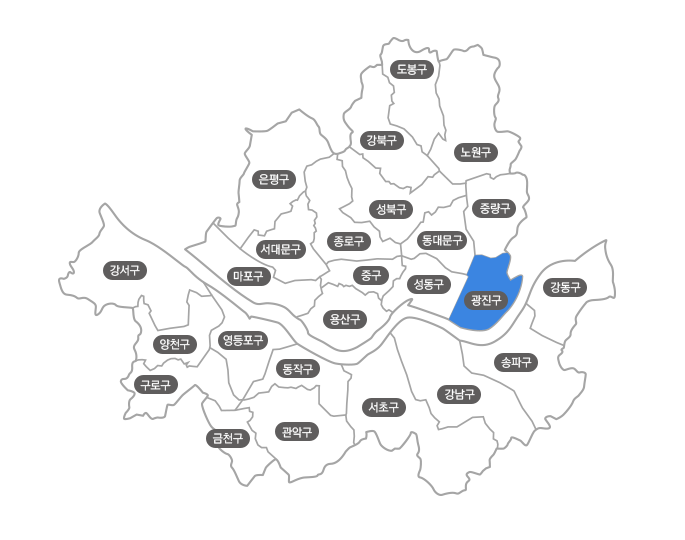 도봉구
강북구
노원구
은평구
성북구
중랑구
서대문구
종로구
동대문구
강서구
마포구
중구
성동구
광진구
강동구
용산구
양천구
영등포구
동작구
송파구
구로구
강남구
서초구
금천구
관악구